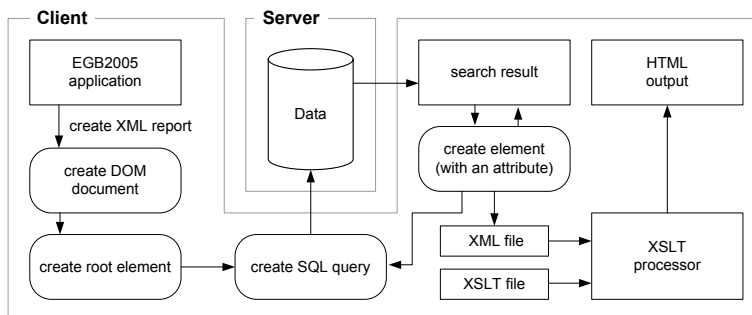 Client
Server
EGB2005
application
create XML report
create DOM
document
create root element
create SQL query
Data
search result
create element
(with an attribute)
XML file
XSLT file
XSLT
processor
HTML
output